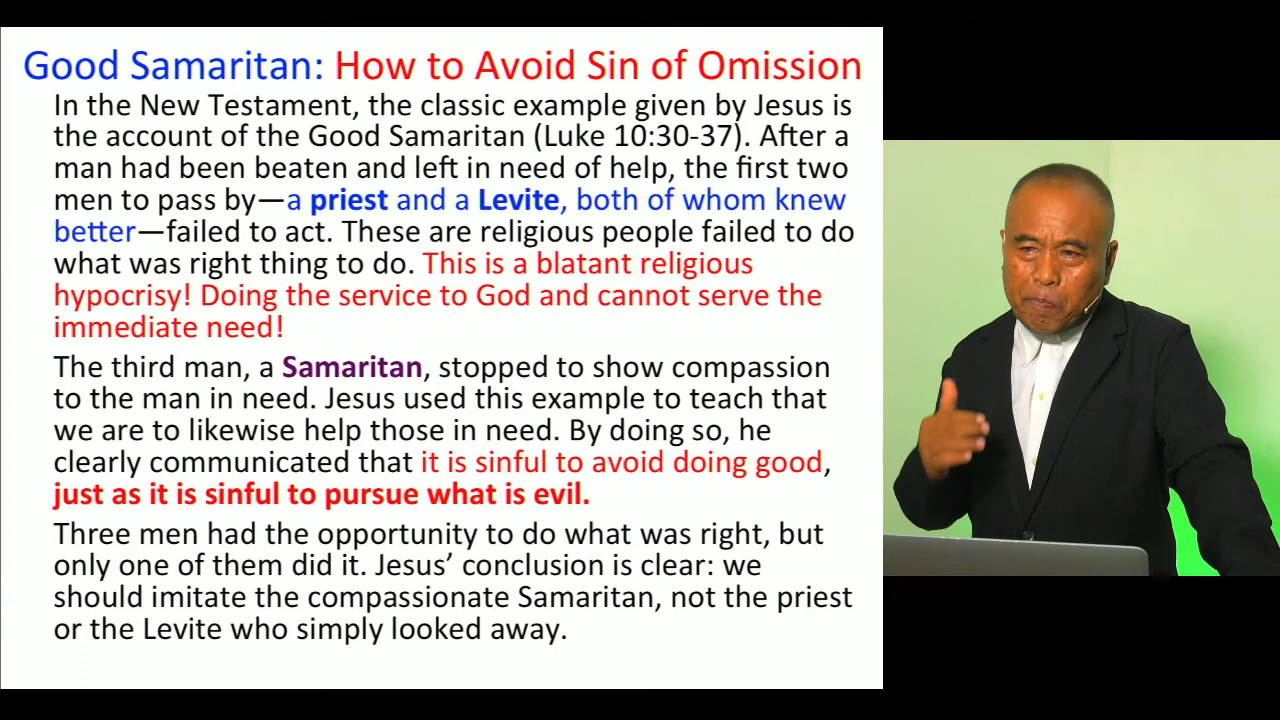 Good Samaritan: How to Avoid Sin of Omission
In the New Testament, the classic example given by Jesus is
the account of the Good Samaritan (Luke 10:30-37). After a
man had been beaten and left in need of help, the first two
men to pass by—a priest and a Levite, both of whom knew
better—failed to act. These are religious people failed to do
what was right thing to do. This is a blatant religious
hypocrisy! Doing the service to God and cannot serve the
immediate need!
The third man, a Samaritan, stopped to show compassion
to the man in need. Jesus used this example to teach that
we are to likewise help those in need. By doing so, he
clearly communicated that it is sinful to avoid doing good,
just as it is sinful to pursue what is evil.
Three men had the opportunity to do what was right, but
only one of them did it. Jesus’ conclusion is clear: we
should imitate the compassionate Samaritan, not the priest
or the Levite who simply looked away.